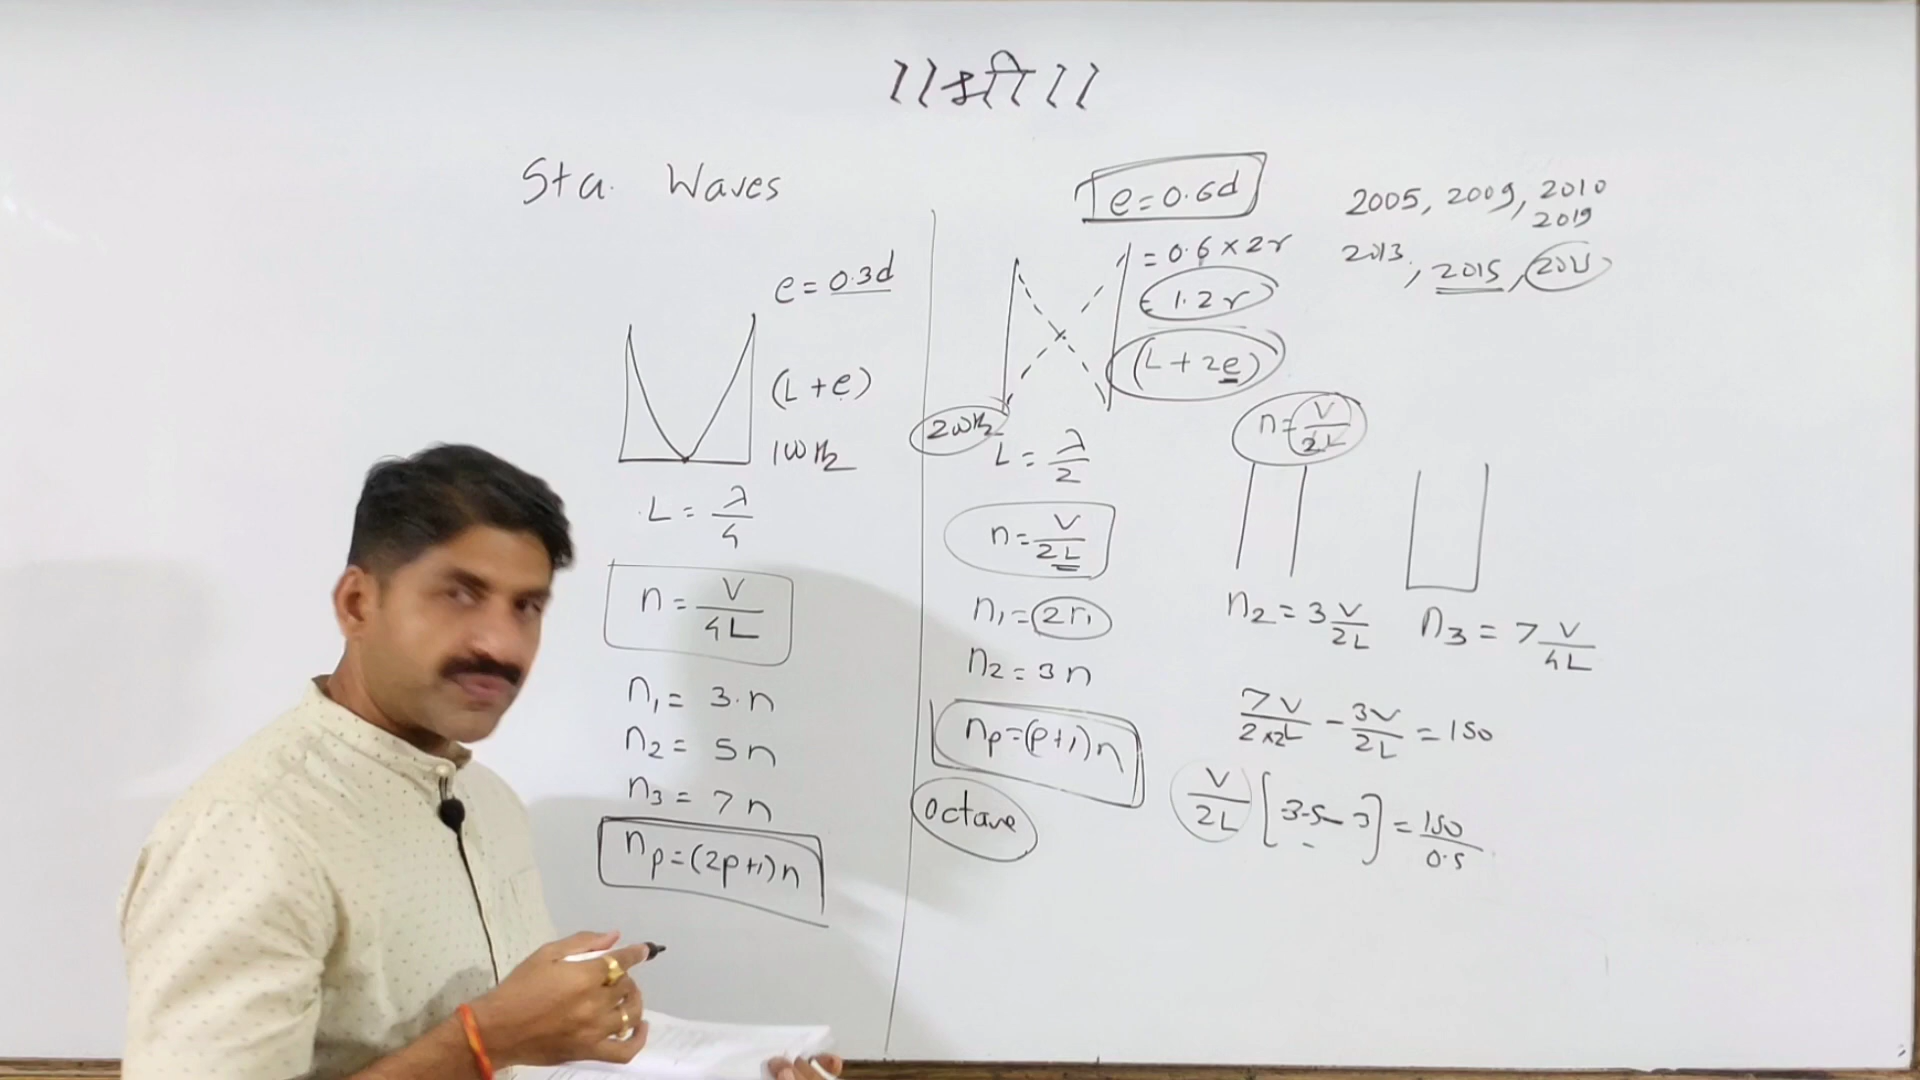 ।।श्री।।
Sta. Waves
e = 0.3d
(L + e)
100 Hz
L = λ/4
n = V/4L
n₁ = 3.n
n₂ = 5n
n₃ = 7n
nₚ = (2p+1)n
e = 0.6d
= 0.6 × 2r
= 1.2r
(L + 2e)
200Hz
L = λ/2
n = V/2L
n₁ = 2n
n₂ = 3n
nₚ = (p+1)n
octave
2005, 2009, 2010
2019
2013, 2015,
n = V/2L
n₂ = 3 V/2L
n₃ = 7 V/4L
7V/2×2L - 3V/2L = 150
V/2L [3.5 - 3] = 150/0.5